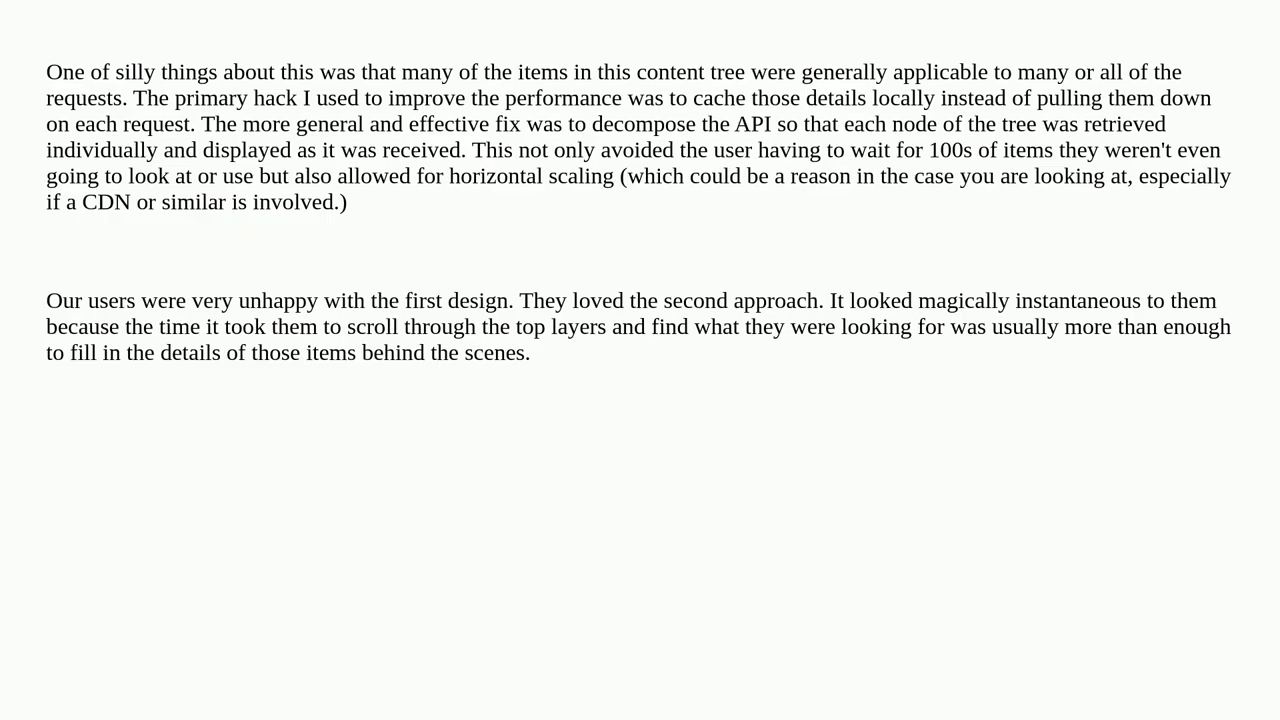 One of silly things about this was that many of the items in this content tree were generally applicable to many or all of the
requests. The primary hack I used to improve the performance was to cache those details locally instead of pulling them down
on each request. The more general and effective fix was to decompose the API so that each node of the tree was retrieved
individually and displayed as it was received. This not only avoided the user having to wait for 100s of items they weren't even
going to look at or use but also allowed for horizontal scaling (which could be a reason in the case you are looking at, especially
if a CDN or similar is involved.)
Our users were very unhappy with the first design. They loved the second approach. It looked magically instantaneous to them
because the time it took them to scroll through the top layers and find what they were looking for was usually more than enough
to fill in the details of those items behind the scenes.